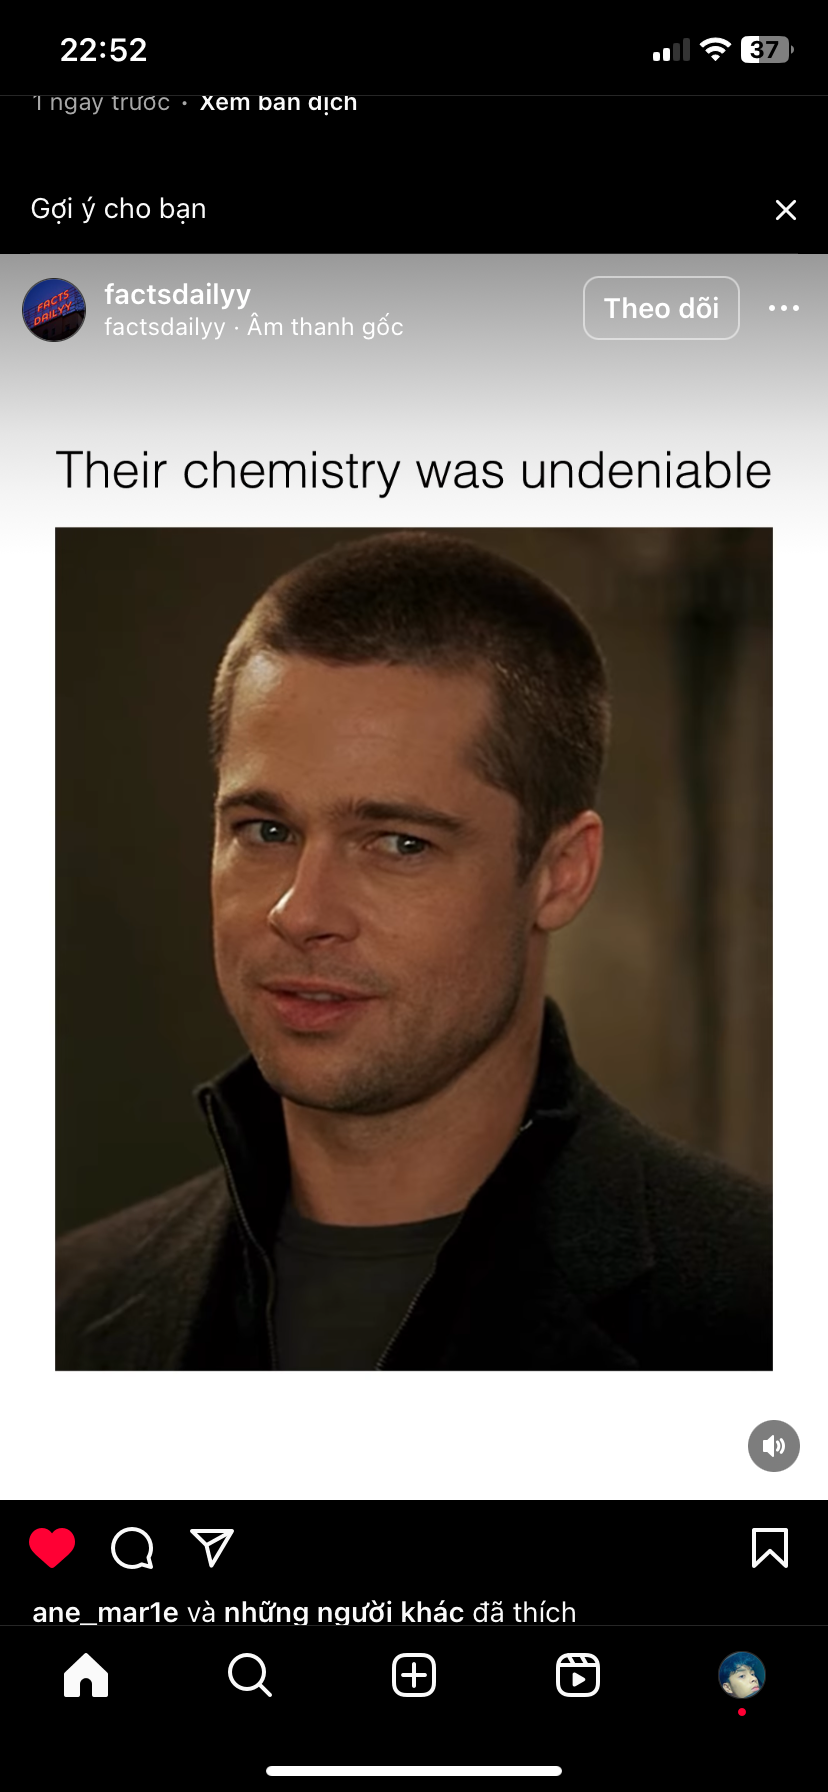 22:52
37
1 ngày trước · Xem bản dịch
Gợi ý cho bạn
FACTS
DAILYY
factsdailyy
factsdailyy · Âm thanh gốc
Theo dõi
Their chemistry was undeniable
ane_mar1e và những người khác đã thích